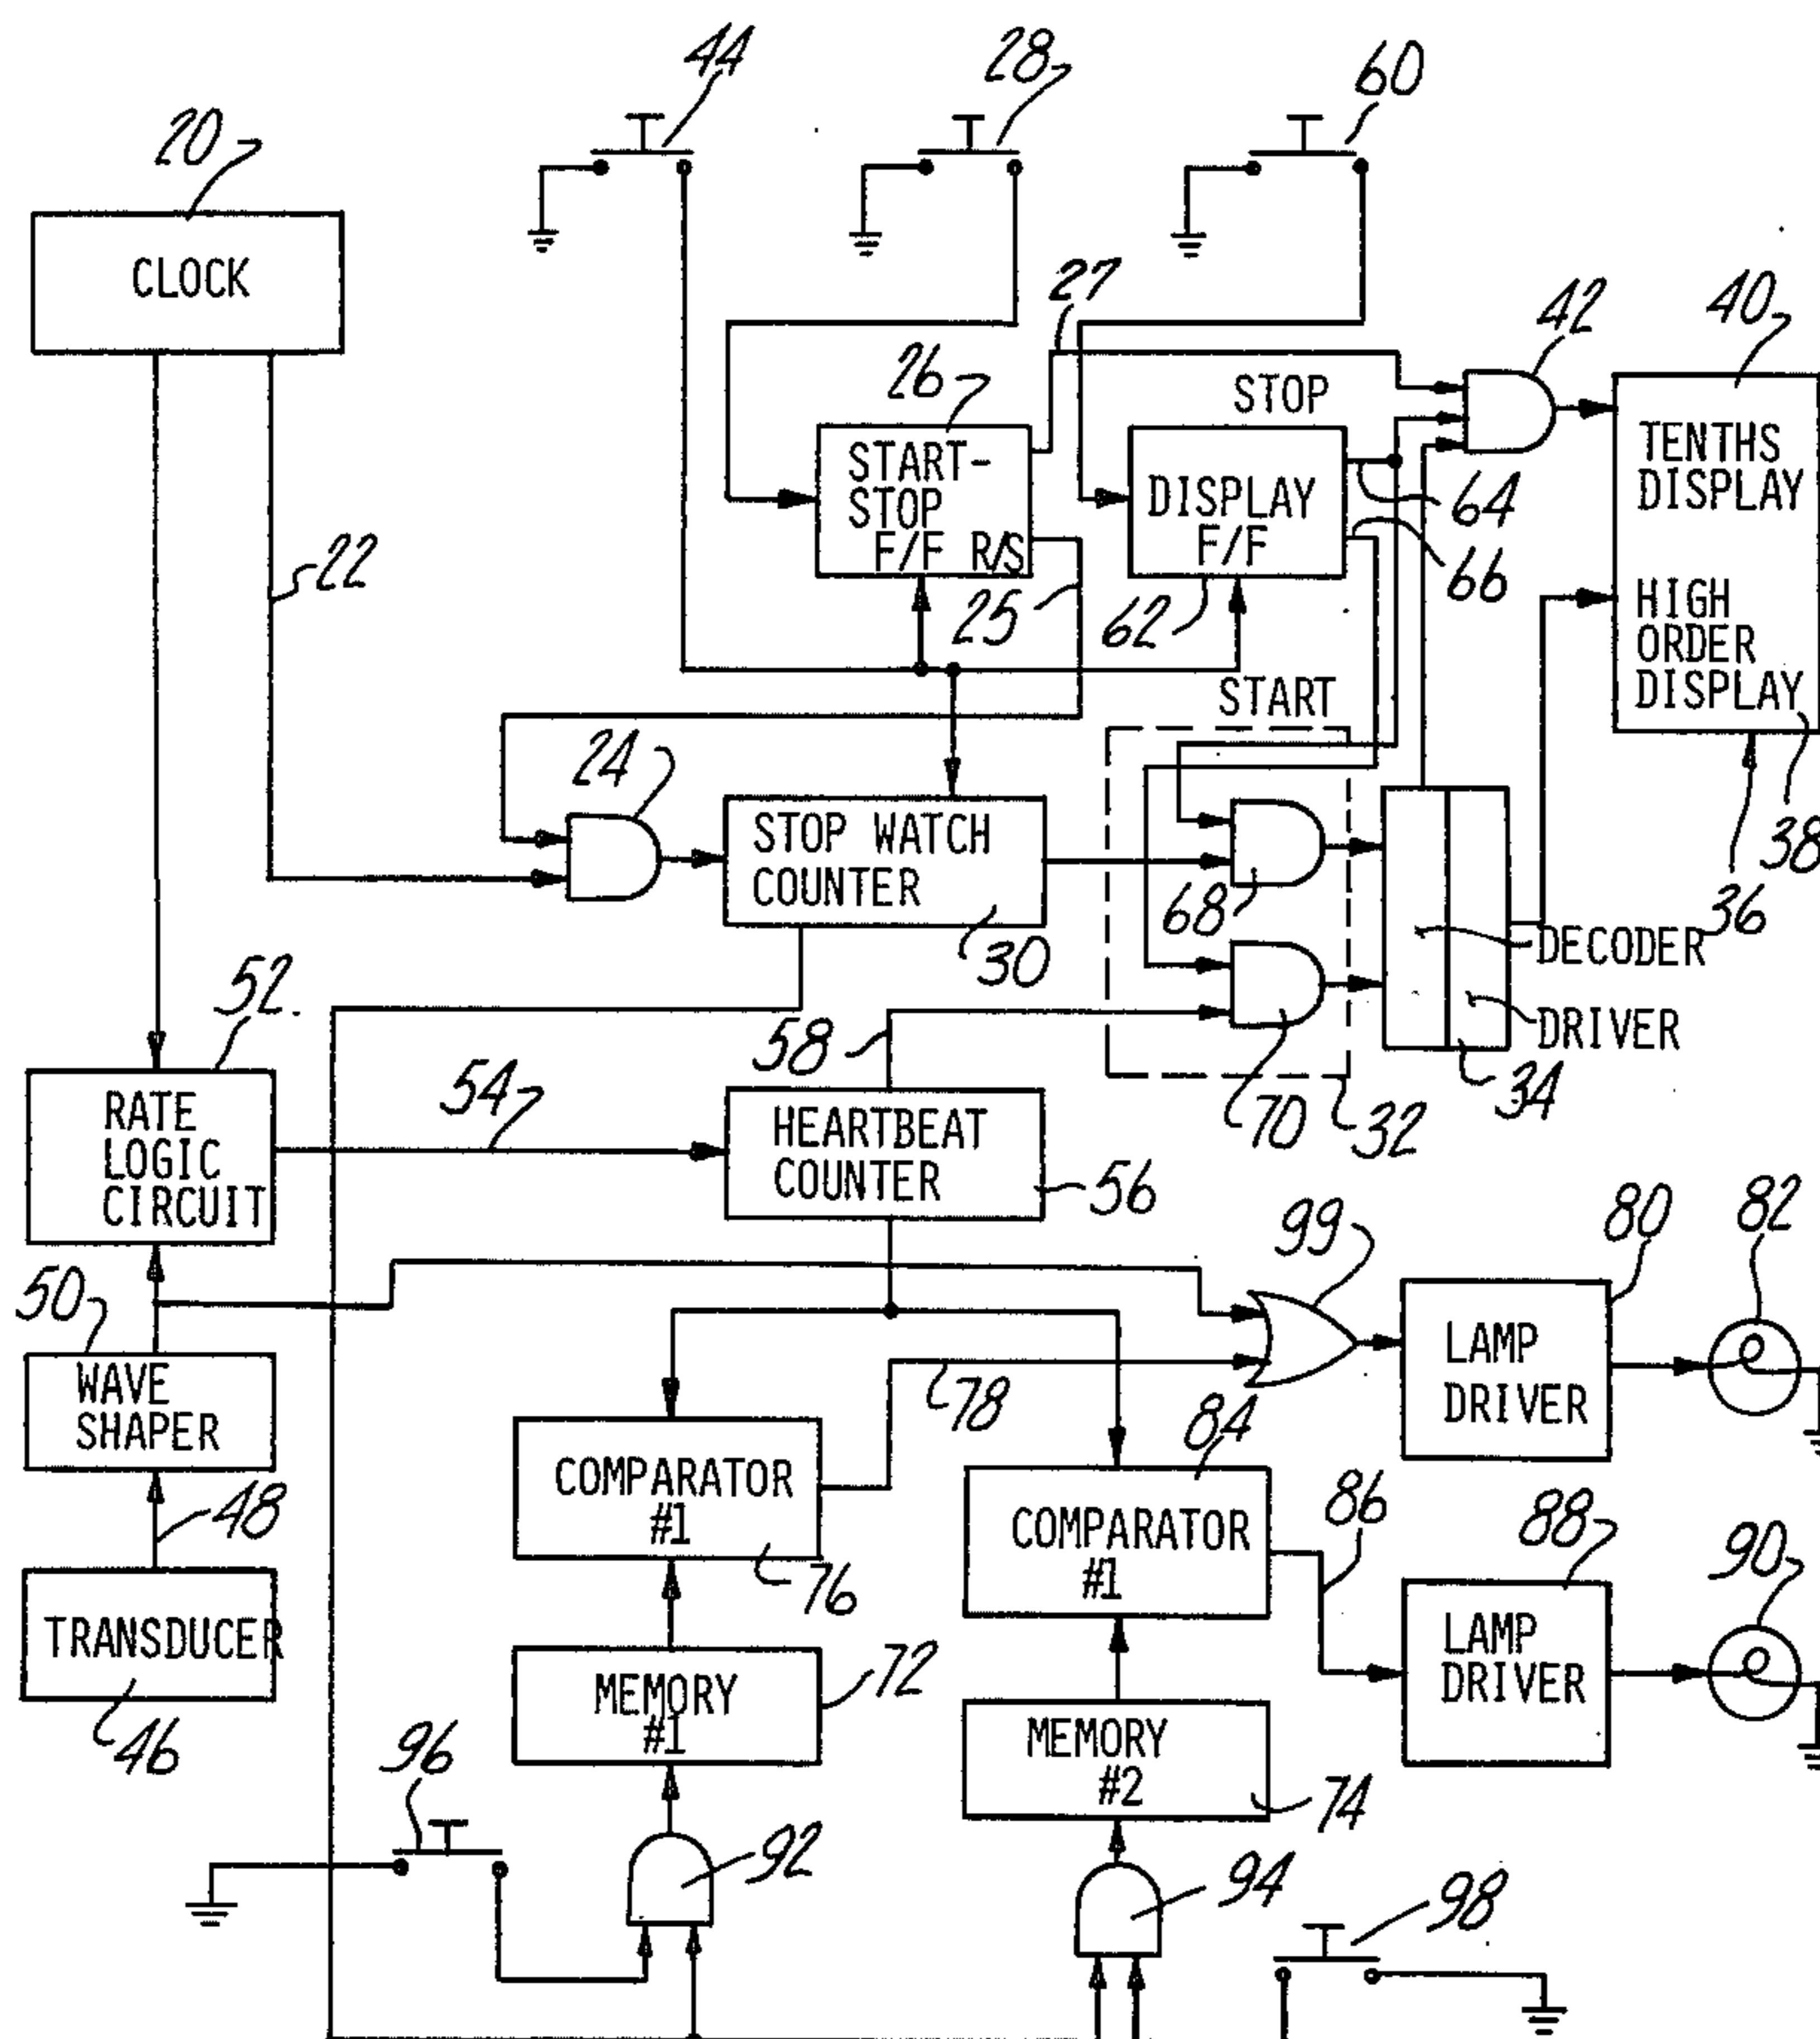 44
28
60
20
CLOCK
27
42
40
26
STOP
START-
STOP
F/F R/S
DISPLAY
F/F
TENTHS
DISPLAY
64
22
25
62
66
HIGH
ORDER
DISPLAY
START
24
STOP WATCH
COUNTER
38
68
36
30
DECODER
52
58
DRIVER
34
RATE
LOGIC
CIRCUIT
54
HEARTBEAT
COUNTER
70
32
56
99
80
82
50
WAVE
SHAPER
LAMP
DRIVER
78
84
COMPARATOR
#1
48
COMPARATOR
#1
86
88
90
76
TRANSDUCER
MEMORY
#1
72
LAMP
DRIVER
46
96
MEMORY
#2
74
92
94
98